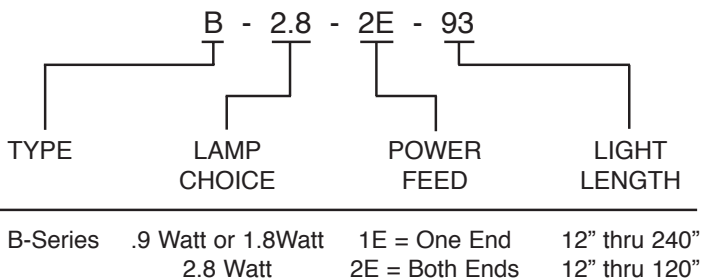 B - 2.8 - 2E - 93
TYPE LAMP CHOICE POWER FEED LIGHT LENGTH
B-Series .9 Watt or 1.8Watt 1E = One End 12” thru 240”
2.8 Watt 2E = Both Ends 12” thru 120”